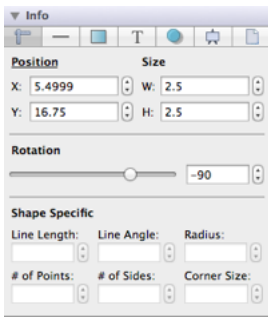 Info
T
Position Size
X: 5.4999 W: 2.5
Y: 16.75 H: 2.5
Rotation
-90
Shape Specific
Line Length: Line Angle: Radius:
# of Points: # of Sides: Corner Size: